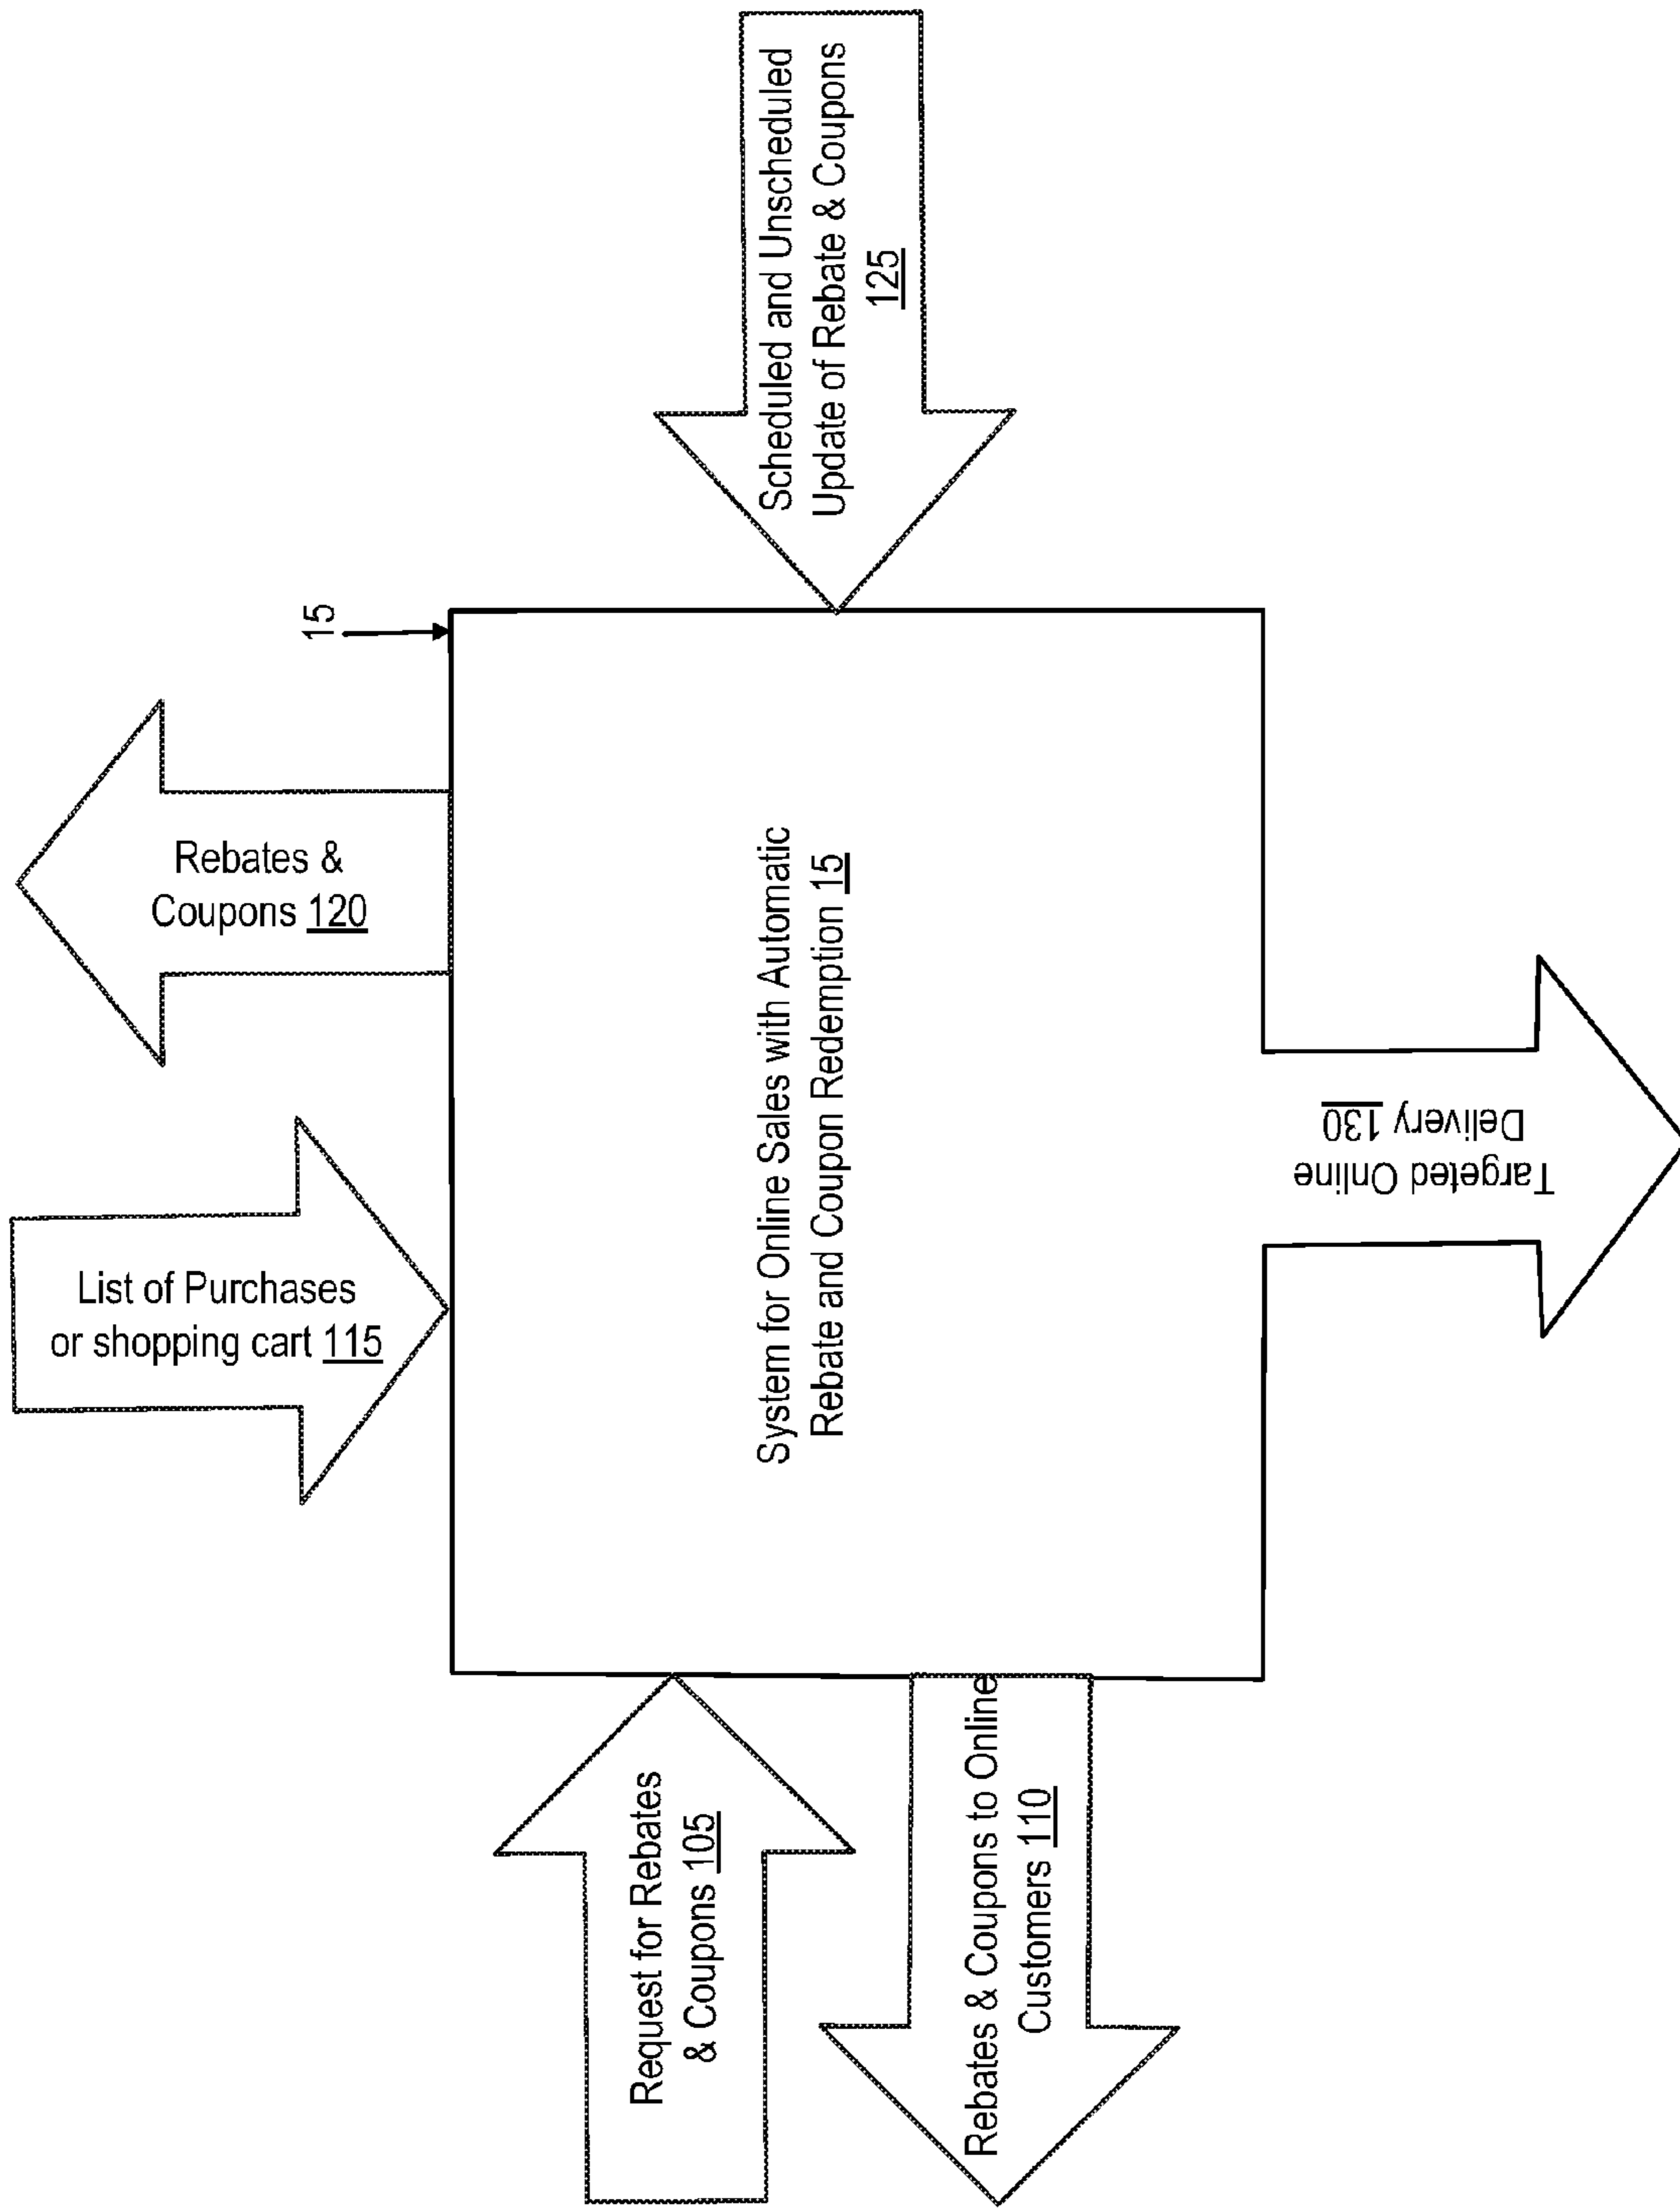 Rebates &
Coupons 120
15
List of Purchases
or shopping cart 115
Scheduled and Unscheduled
Update of Rebate & Coupons
125
System for Online Sales with Automatic
Rebate and Coupon Redemption 15
Request for Rebates
& Coupons 105
Rebates & Coupons to Online
Customers 110
Targeted Online
Delivery 130